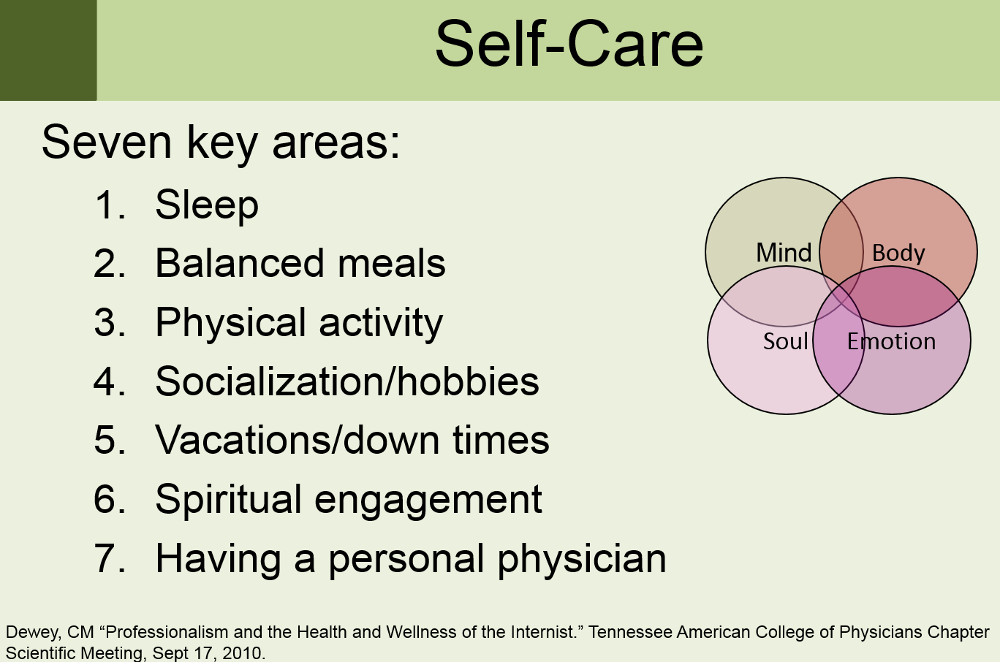 Self-Care
Seven key areas:
1. Sleep
2. Balanced meals
3. Physical activity
4. Socialization/hobbies
5. Vacations/down times
6. Spiritual engagement
7. Having a personal physician
Mind
Body
Soul
Emotion
Dewey, CM “Professionalism and the Health and Wellness of the Internist.” Tennessee American College of Physicians Chapter
Scientific Meeting, Sept 17, 2010.